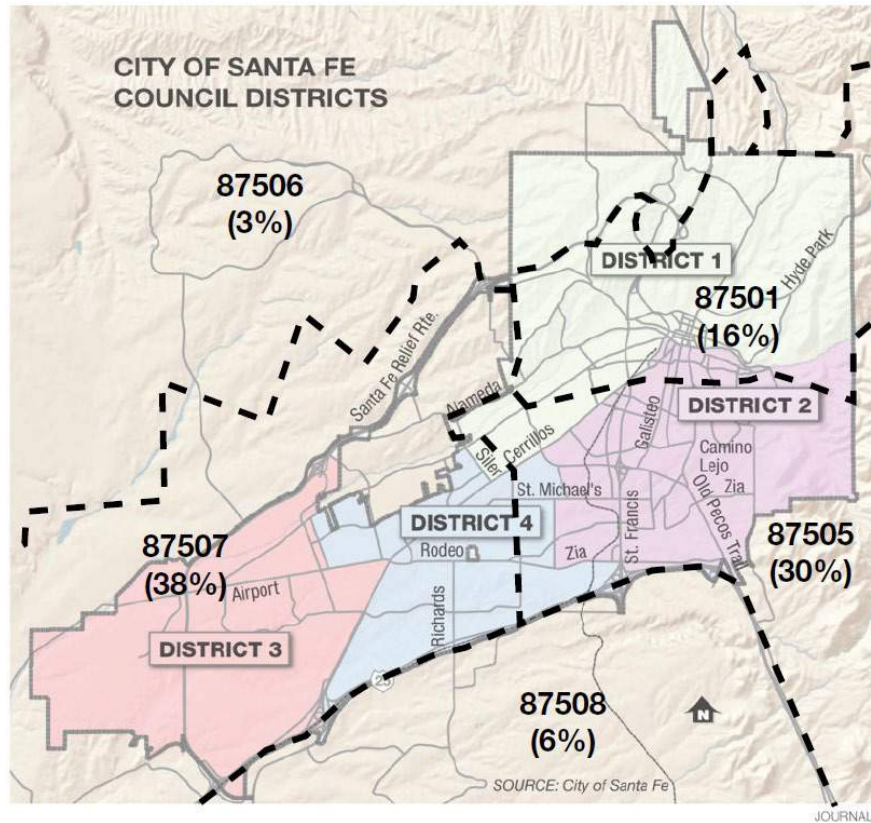 CITY OF SANTA FE
COUNCIL DISTRICTS
87506
(3%)
DISTRICT 1
Hyde Park
87501
(16%)
Santa Fe Relief Rte.
Alameda
DISTRICT 2
Galisteo
Cerrillos
Siler
Camino
Lejo
Zia
St. Michael's
Old Pecos Trail
DISTRICT 4
St. Francis
87507
(38%)
Rodeo
Zia
87505
(30%)
Airport
Richards
DISTRICT 3
25
87508
(6%)
N
SOURCE: City of Santa Fe
JOURNAL